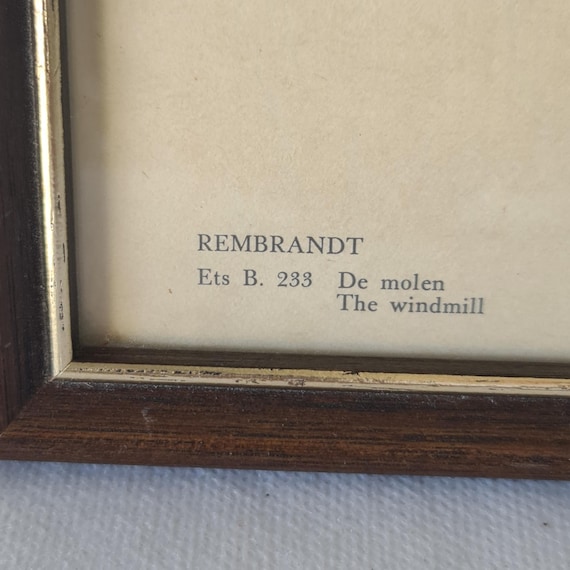 REMBRANDT
Ets B. 233 De molen
The windmill